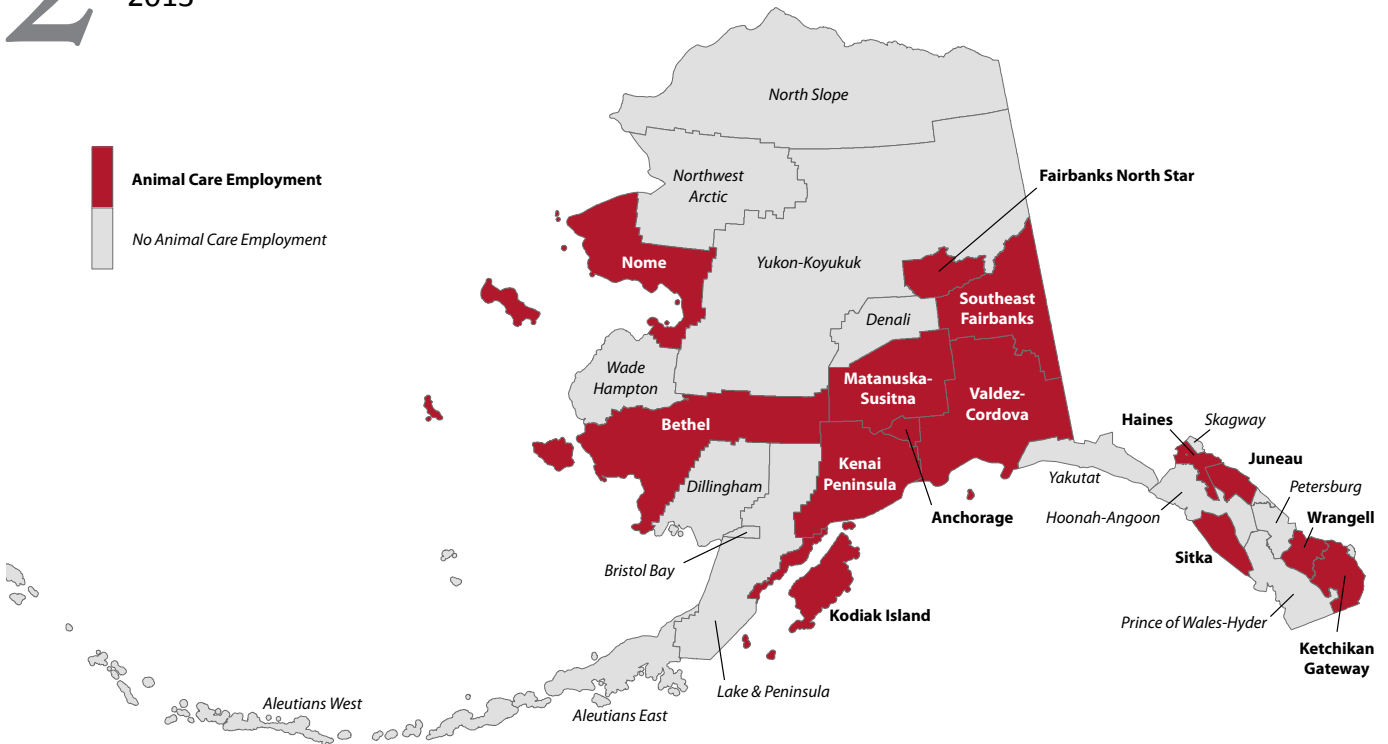 2
North Slope
Animal Care Employment
No Animal Care Employment
Northwest
Arctic
Fairbanks North Star
Nome
Yukon-Koyukuk
Southeast
Fairbanks
Denali
Wade
Hampton
Matanuska-
Susitna
Valdez-
Cordova
Bethel
Haines
Skagway
Juneau
Kenai
Peninsula
Dillingham
Yakutat
Petersburg
Hoonah-Angoon
Anchorage
Wrangell
Sitka
Bristol Bay
Kodiak Island
Prince of Wales-Hyder
Ketchikan
Gateway
Lake & Peninsula
Aleutians West
Aleutians East